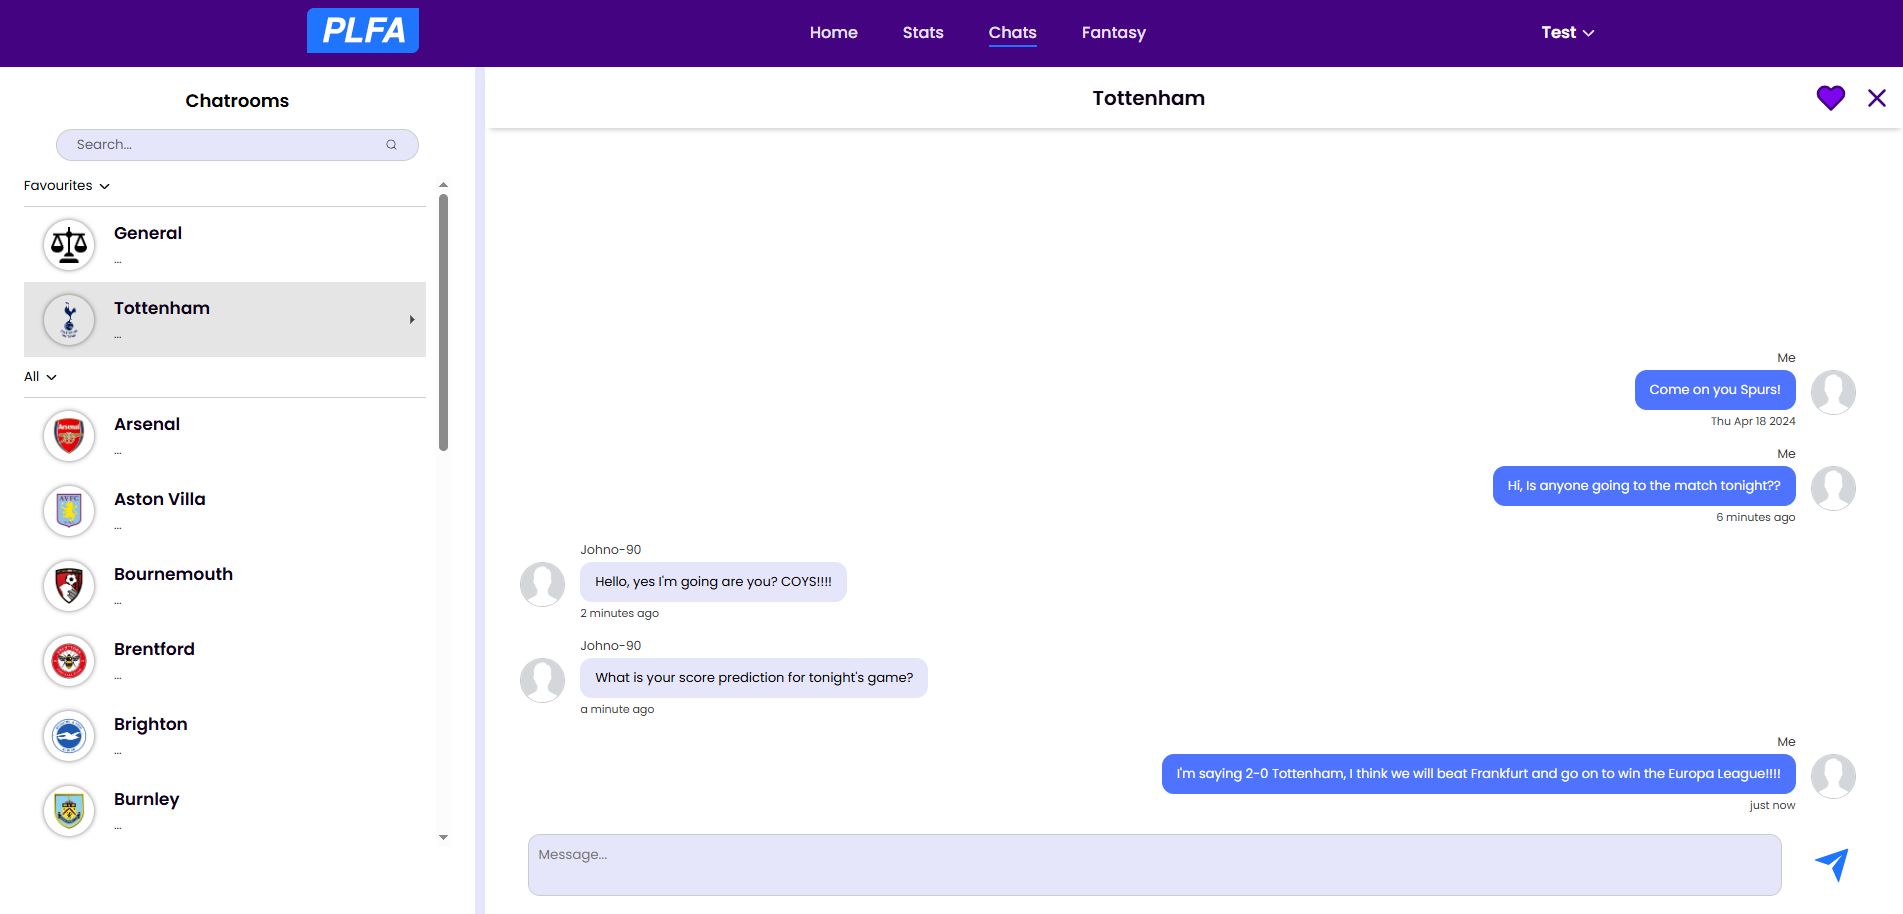 PLFA
Home
Stats
Chats
Fantasy
Test
Chatrooms
Search...
Favourites
General
...
Tottenham
...
All
Arsenal
...
Aston Villa
...
Bournemouth
...
Brentford
...
Brighton
...
Burnley
...
Tottenham
Me
Come on you Spurs!
Thu Apr 18 2024
Me
Hi, Is anyone going to the match tonight??
6 minutes ago
Johno-90
Hello, yes I'm going are you? COYS!!!!
2 minutes ago
Johno-90
What is your score prediction for tonight's game?
a minute ago
Me
I'm saying 2-0 Tottenham, I think we will beat Frankfurt and go on to win the Europa League!!!!
just now
Message...